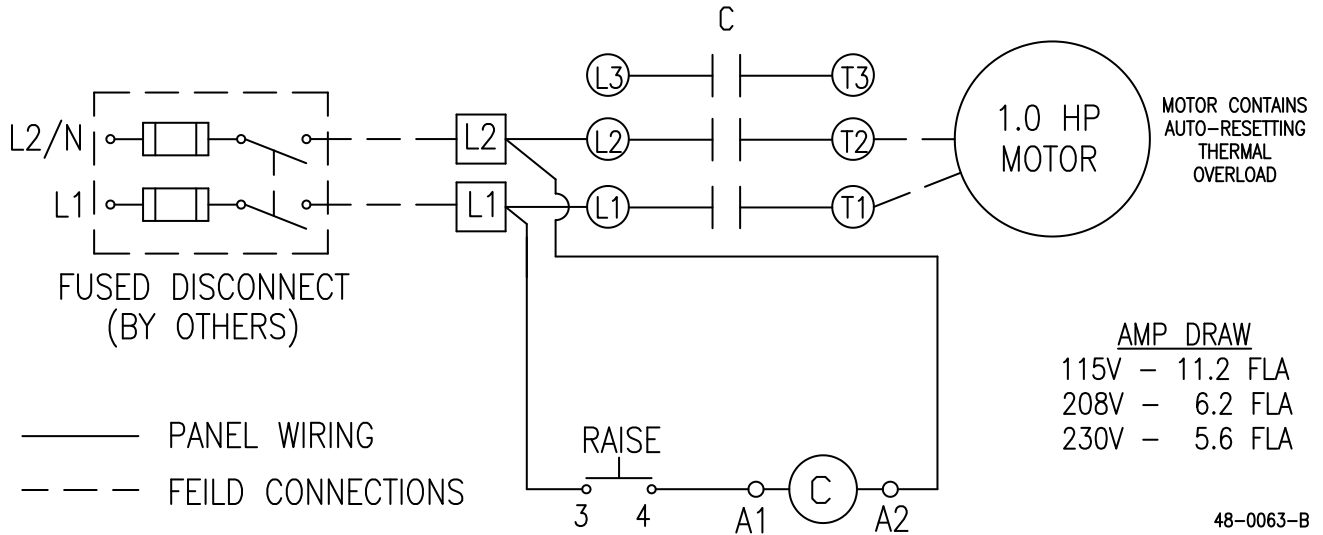 C
L3
T3
L2/N
L2
L2
T2
1.0 HP
MOTOR
MOTOR CONTAINS
AUTO-RESETTING
THERMAL
OVERLOAD
L1
L1
L1
T1
FUSED DISCONNECT
(BY OTHERS)
AMP DRAW
115V - 11.2 FLA
208V - 6.2 FLA
230V - 5.6 FLA
PANEL WIRING
FEILD CONNECTIONS
RAISE
3
4
A1
C
A2
48-0063-B